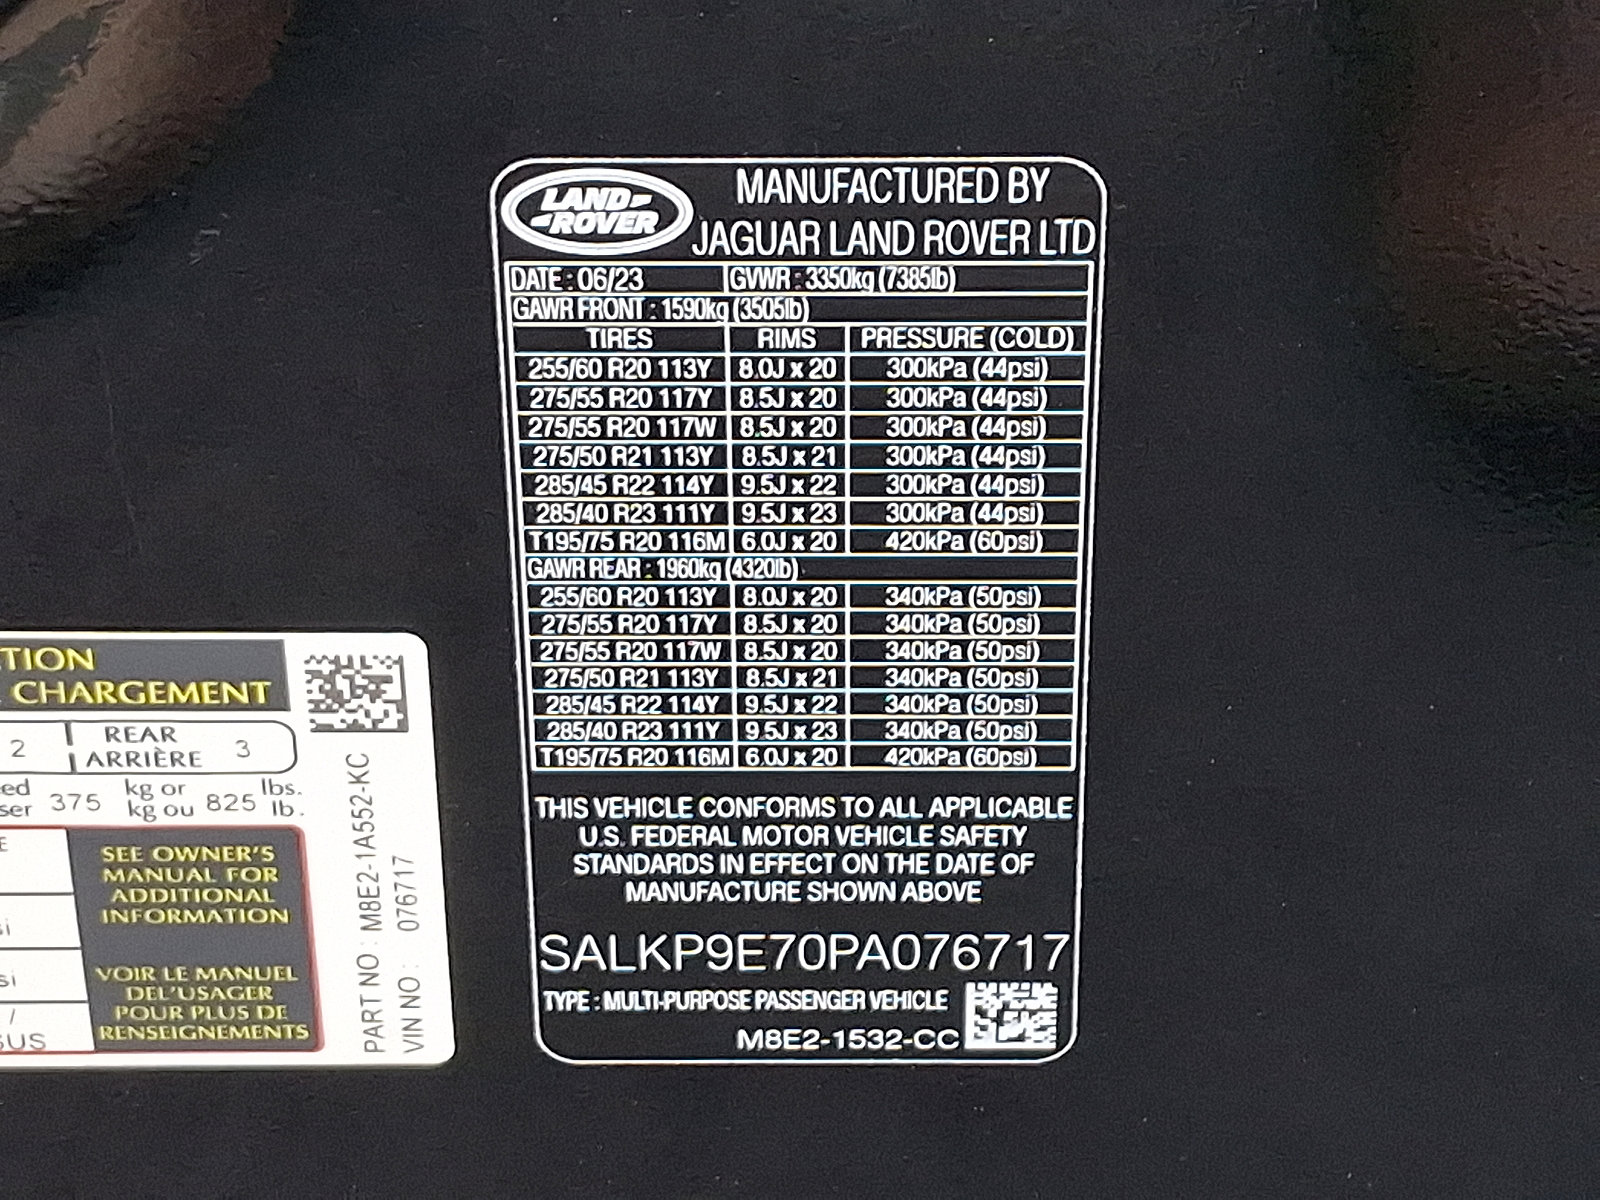 LAND
ROVER
MANUFACTURED BY
JAGUAR LAND ROVER LTD
DATE : 06/23 GVWR : 3350kg (7385lb)
GAWR FRONT : 1590kg (3505lb)
TIRES RIMS PRESSURE (COLD)
255/60 R20 113Y 8.0J x 20 300kPa (44psi)
275/55 R20 117Y 8.5J x 20 300kPa (44psi)
275/55 R20 117W 8.5J x 20 300kPa (44psi)
275/50 R21 113Y 8.5J x 21 300kPa (44psi)
285/45 R22 114Y 9.5J x 22 300kPa (44psi)
285/40 R23 111Y 9.5J x 23 300kPa (44psi)
T195/75 R20 116M 6.0J x 20 420kPa (60psi)
GAWR REAR : 1960kg (4320lb)
255/60 R20 113Y 8.0J x 20 340kPa (50psi)
275/55 R20 117Y 8.5J x 20 340kPa (50psi)
275/55 R20 117W 8.5J x 20 340kPa (50psi)
275/50 R21 113Y 8.5J x 21 340kPa (50psi)
285/45 R22 114Y 9.5J x 22 340kPa (50psi)
285/40 R23 111Y 9.5J x 23 340kPa (50psi)
T195/75 R20 116M 6.0J x 20 420kPa (60psi)
THIS VEHICLE CONFORMS TO ALL APPLICABLE
U.S. FEDERAL MOTOR VEHICLE SAFETY
STANDARDS IN EFFECT ON THE DATE OF
MANUFACTURE SHOWN ABOVE
SALKP9E70PA076717
TYPE : MULTI-PURPOSE PASSENGER VEHICLE
M8E2-1532-CC
TION
CHARGEMENT
2 REAR
ARRIÈRE 3
ed kg or lbs.
ser 375 kg ou 825 lb.
E
SEE OWNER'S
MANUAL FOR
ADDITIONAL
INFORMATION
si
VOIR LE MANUEL
DEL'USAGER
POUR PLUS DE
RENSEIGNEMENTS
si
/
SUS
PART NO : M8E2-1A552-KC
VIN NO : 076717